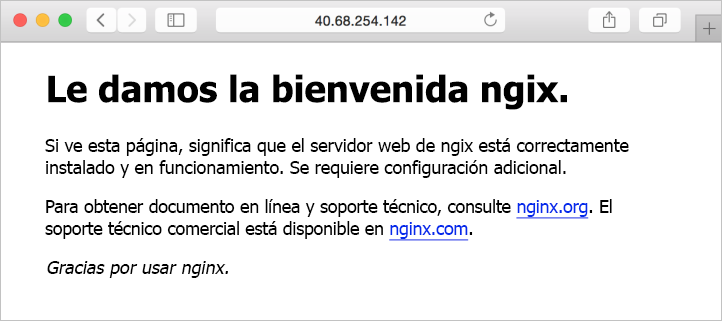 40.68.254.142
Le damos la bienvenida ngix.
Si ve esta página, significa que el servidor web de ngix está correctamente
instalado y en funcionamiento. Se requiere configuración adicional.
Para obtener documento en línea y soporte técnico, consulte nginx.org. El
soporte técnico comercial está disponible en nginx.com.
Gracias por usar nginx.